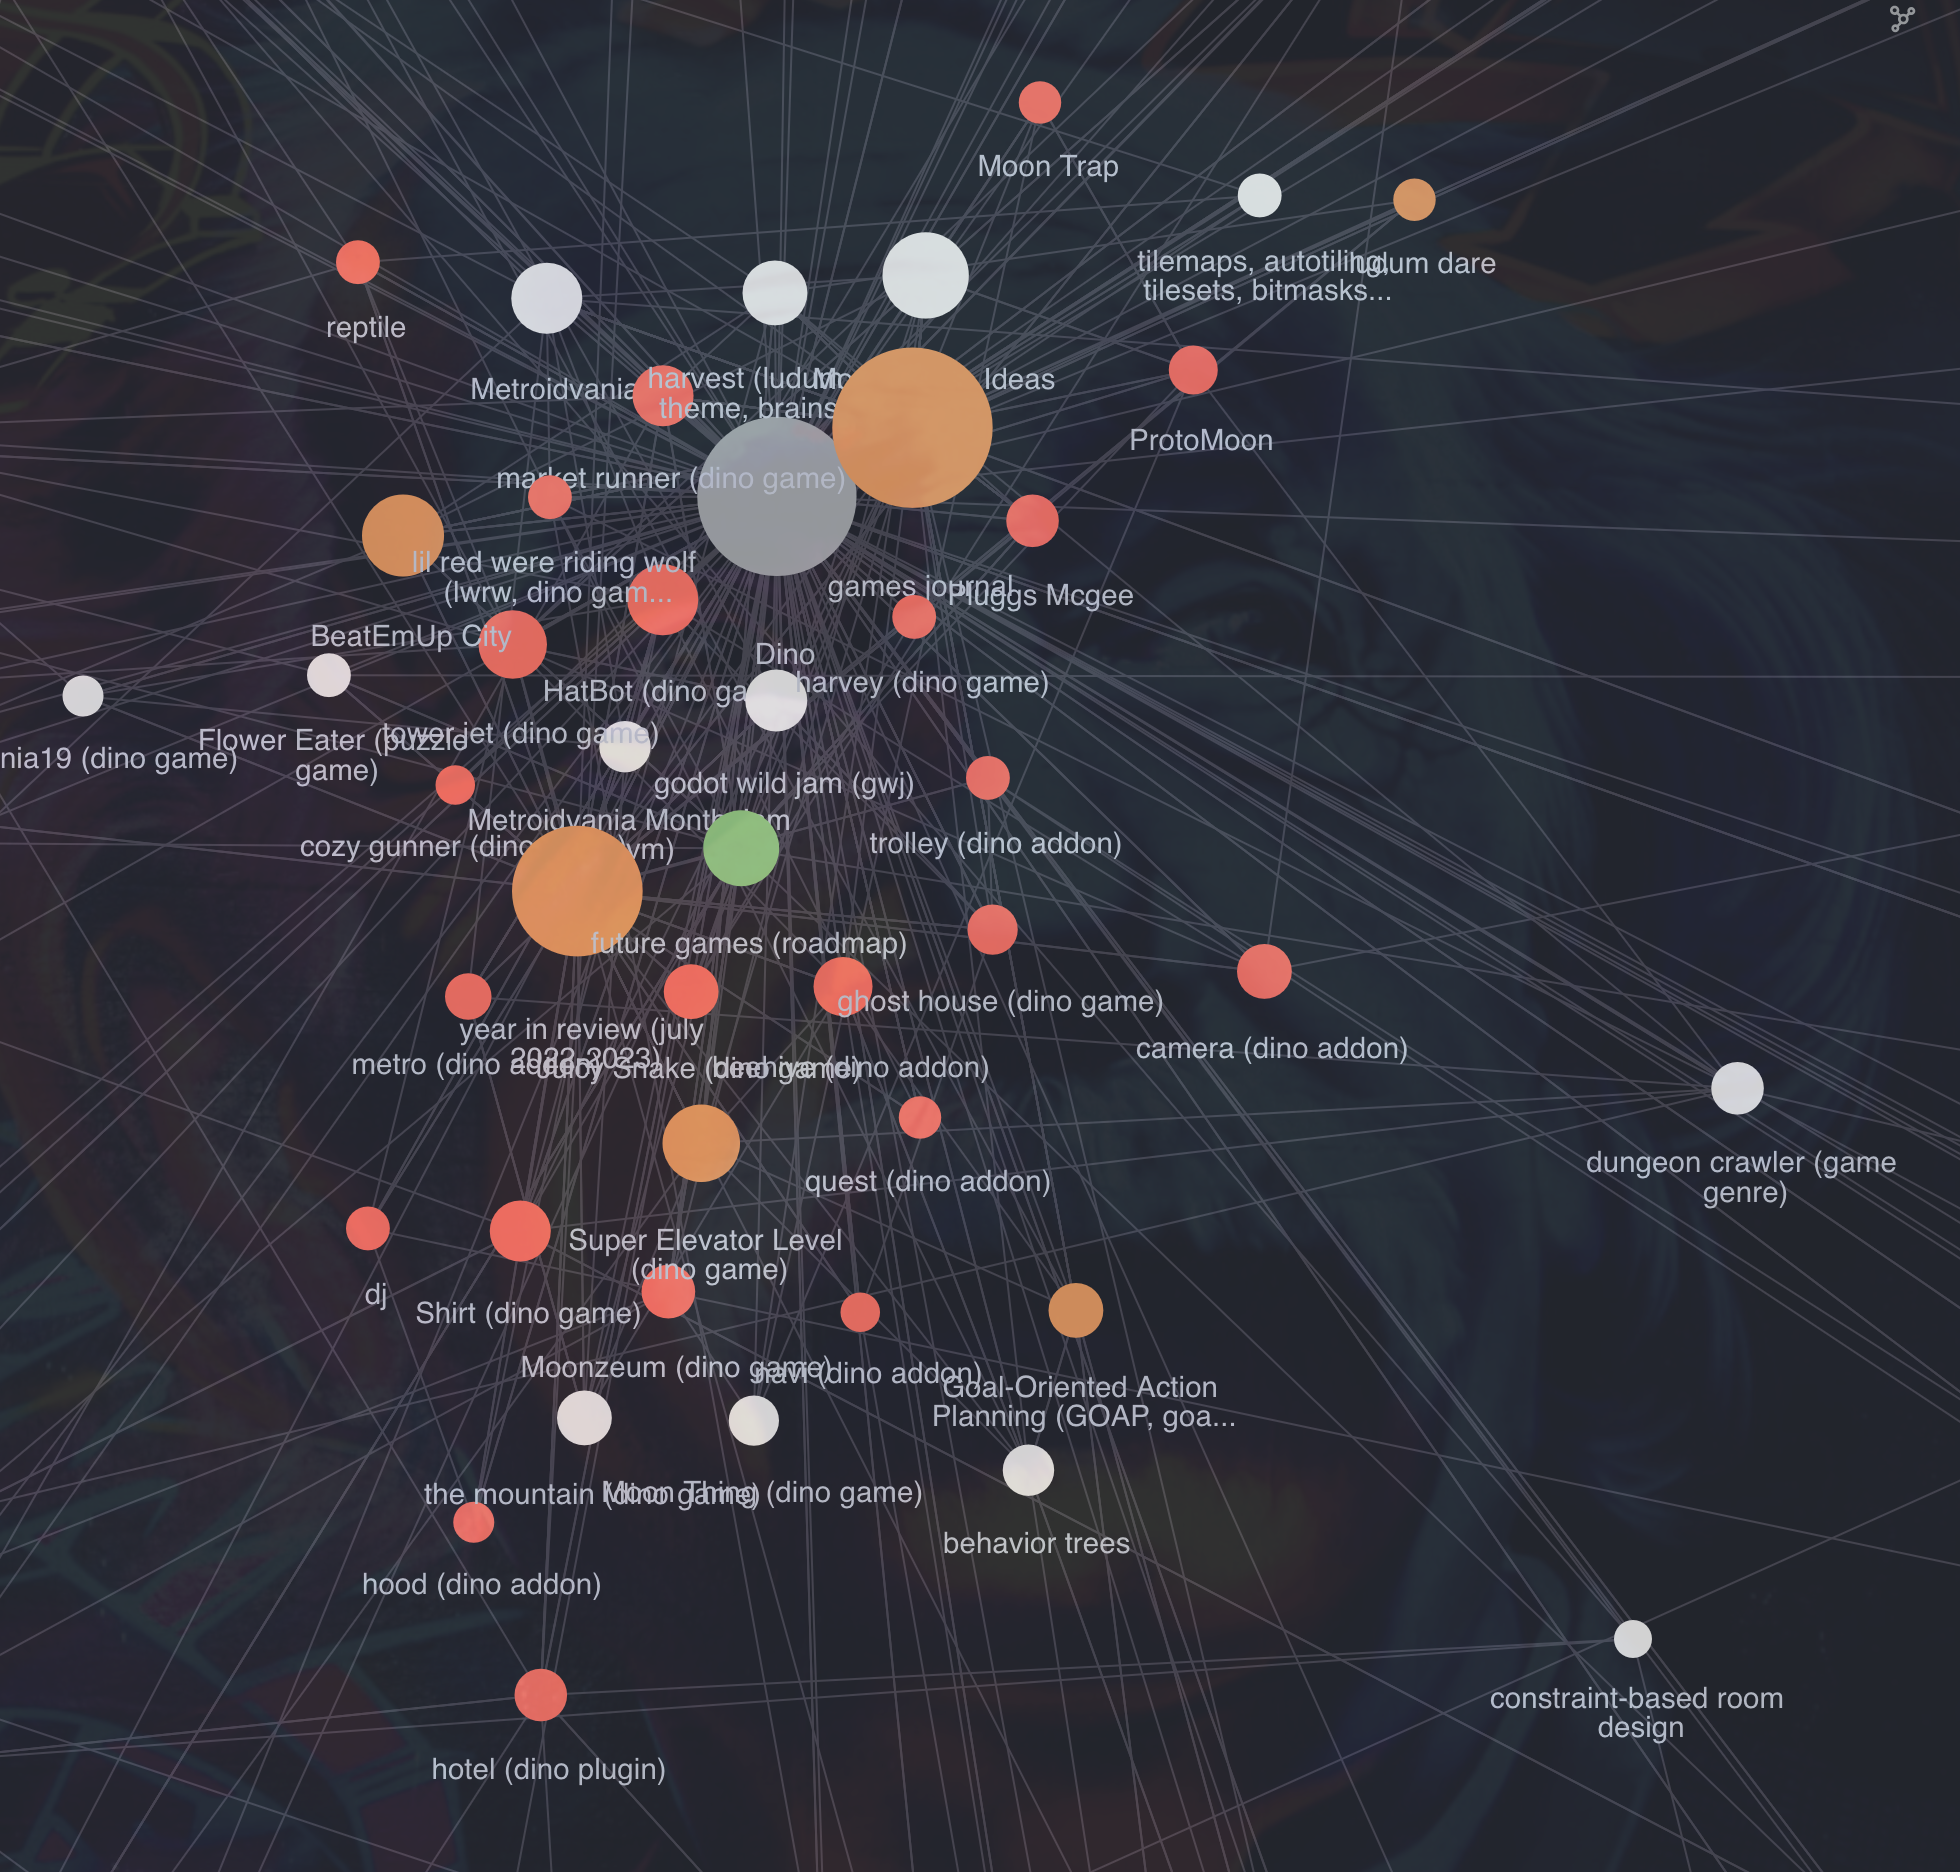 Moon Trap
tilemaps, autotiling,
tilesets, bitmasks...
ludum dare
reptile
Metroidvania
harvest (ludum
theme, brains
Ideas
ProtoMoon
market runner (dino game)
lil red were riding wolf
(lwrw, dino gam...
games journal
Pluggs Mcgee
BeatEmUp City
Dino
HatBot (dino ga
harvey (dino game)
tower jet (dino game)
Flower Eater (puzzle
game)
nia19 (dino game)
godot wild jam (gwj)
Metroidvania Month
cozy gunner (dino
vm)
trolley (dino addon)
future games (roadmap)
ghost house (dino game)
year in review (july
2022-2023)
metro (dino addon)
Juicy Snake (dino game)
beehive (dino addon)
camera (dino addon)
dungeon crawler (game
genre)
quest (dino addon)
Super Elevator Level
(dino game)
dj
Shirt (dino game)
Moonzeum (dino game)
navi (dino addon)
Goal-Oriented Action
Planning (GOAP, goa...
the mountain (dino game)
Moon Thing (dino game)
behavior trees
hood (dino addon)
constraint-based room
design
hotel (dino plugin)